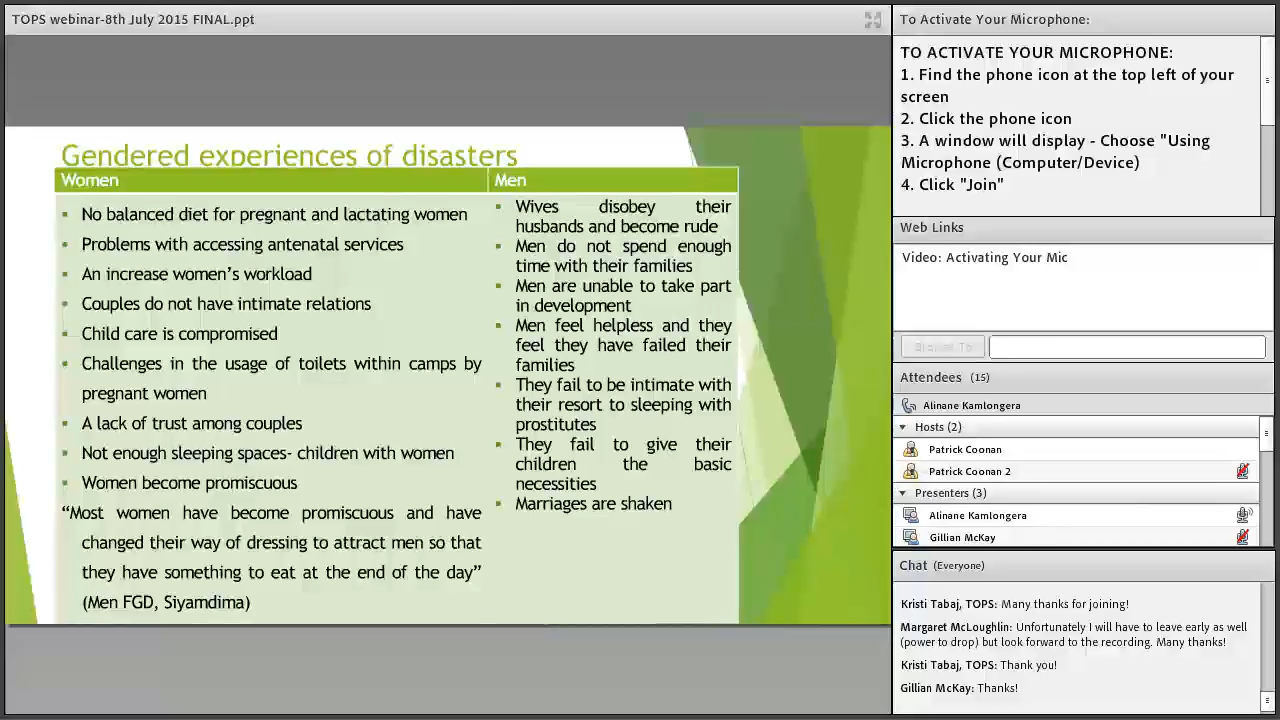 TOPS webinar-8th July 2015 FINAL.ppt
Gendered experiences of disasters
Women
No balanced diet for pregnant and lactating women
Problems with accessing antenatal services
An increase women's workload
Couples do not have intimate relations
Child care is compromised
Challenges in the usage of toilets within camps by
pregnant women
A lack of trust among couples
Not enough sleeping spaces- children with women
Women become promiscuous
“Most women have become promiscuous and have
changed their way of dressing to attract men so that
they have something to eat at the end of the day”
(Men FGD, Siyamdima)
Men
Wives disobey their
husbands and become rude
Men do not spend enough
time with their families
Men are unable to take part
in development
Men feel helpless and they
feel they have failed their
families
They fail to be intimate with
their resort to sleeping with
prostitutes
They fail to give their
children the basic
necessities
Marriages are shaken
To Activate Your Microphone:
TO ACTIVATE YOUR MICROPHONE:
1. Find the phone icon at the top left of your
screen
2. Click the phone icon
3. A window will display - Choose "Using
Microphone (Computer/Device)
4. Click "Join"
Web Links
Video: Activating Your Mic
Browse To
Attendees (15)
Alinane Kamlongera
Hosts (2)
Patrick Coonan
Patrick Coonan 2
Presenters (3)
Alinane Kamlongera
Gillian McKay
Chat (Everyone)
Kristi Tabaj, TOPS: Many thanks for joining!
Margaret McLoughlin: Unfortunately I will have to leave early as well
(power to drop) but look forward to the recording. Many thanks!
Kristi Tabaj, TOPS: Thank you!
Gillian McKay: Thanks!